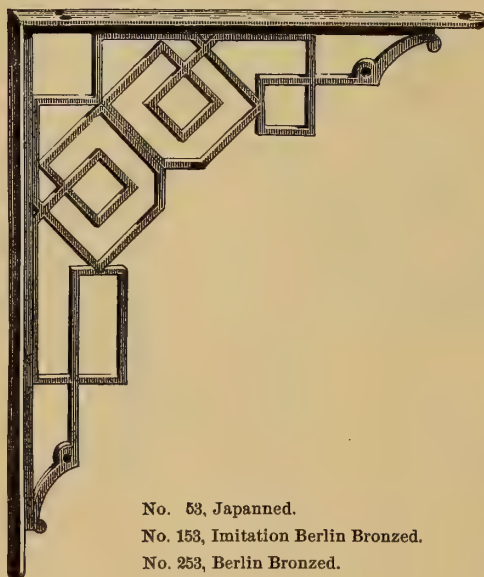 No. 53, Japanned.
No. 153, Imitation Berlin Bronzed.
No. 253, Berlin Bronzed.